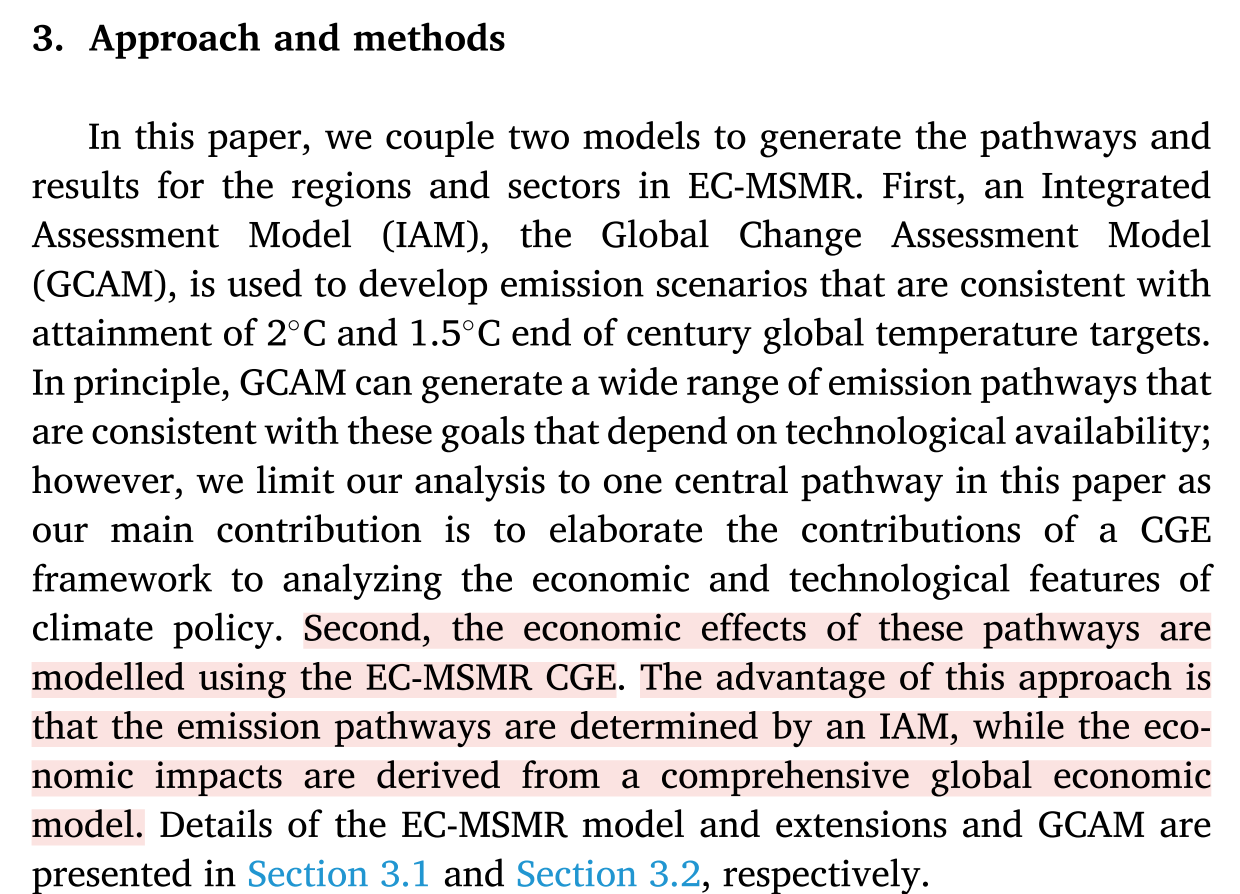 3. Approach and methods
In this paper, we couple two models to generate the pathways and
results for the regions and sectors in EC-MSMR. First, an Integrated
Assessment Model (IAM), the Global Change Assessment Model
(GCAM), is used to develop emission scenarios that are consistent with
attainment of 2°C and 1.5°C end of century global temperature targets.
In principle, GCAM can generate a wide range of emission pathways that
are consistent with these goals that depend on technological availability;
however, we limit our analysis to one central pathway in this paper as
our main contribution is to elaborate the contributions of a CGE
framework to analyzing the economic and technological features of
climate policy. Second, the economic effects of these pathways are
modelled using the EC-MSMR CGE. The advantage of this approach is
that the emission pathways are determined by an IAM, while the eco-
nomic impacts are derived from a comprehensive global economic
model. Details of the EC-MSMR model and extensions and GCAM are
presented in Section 3.1 and Section 3.2, respectively.